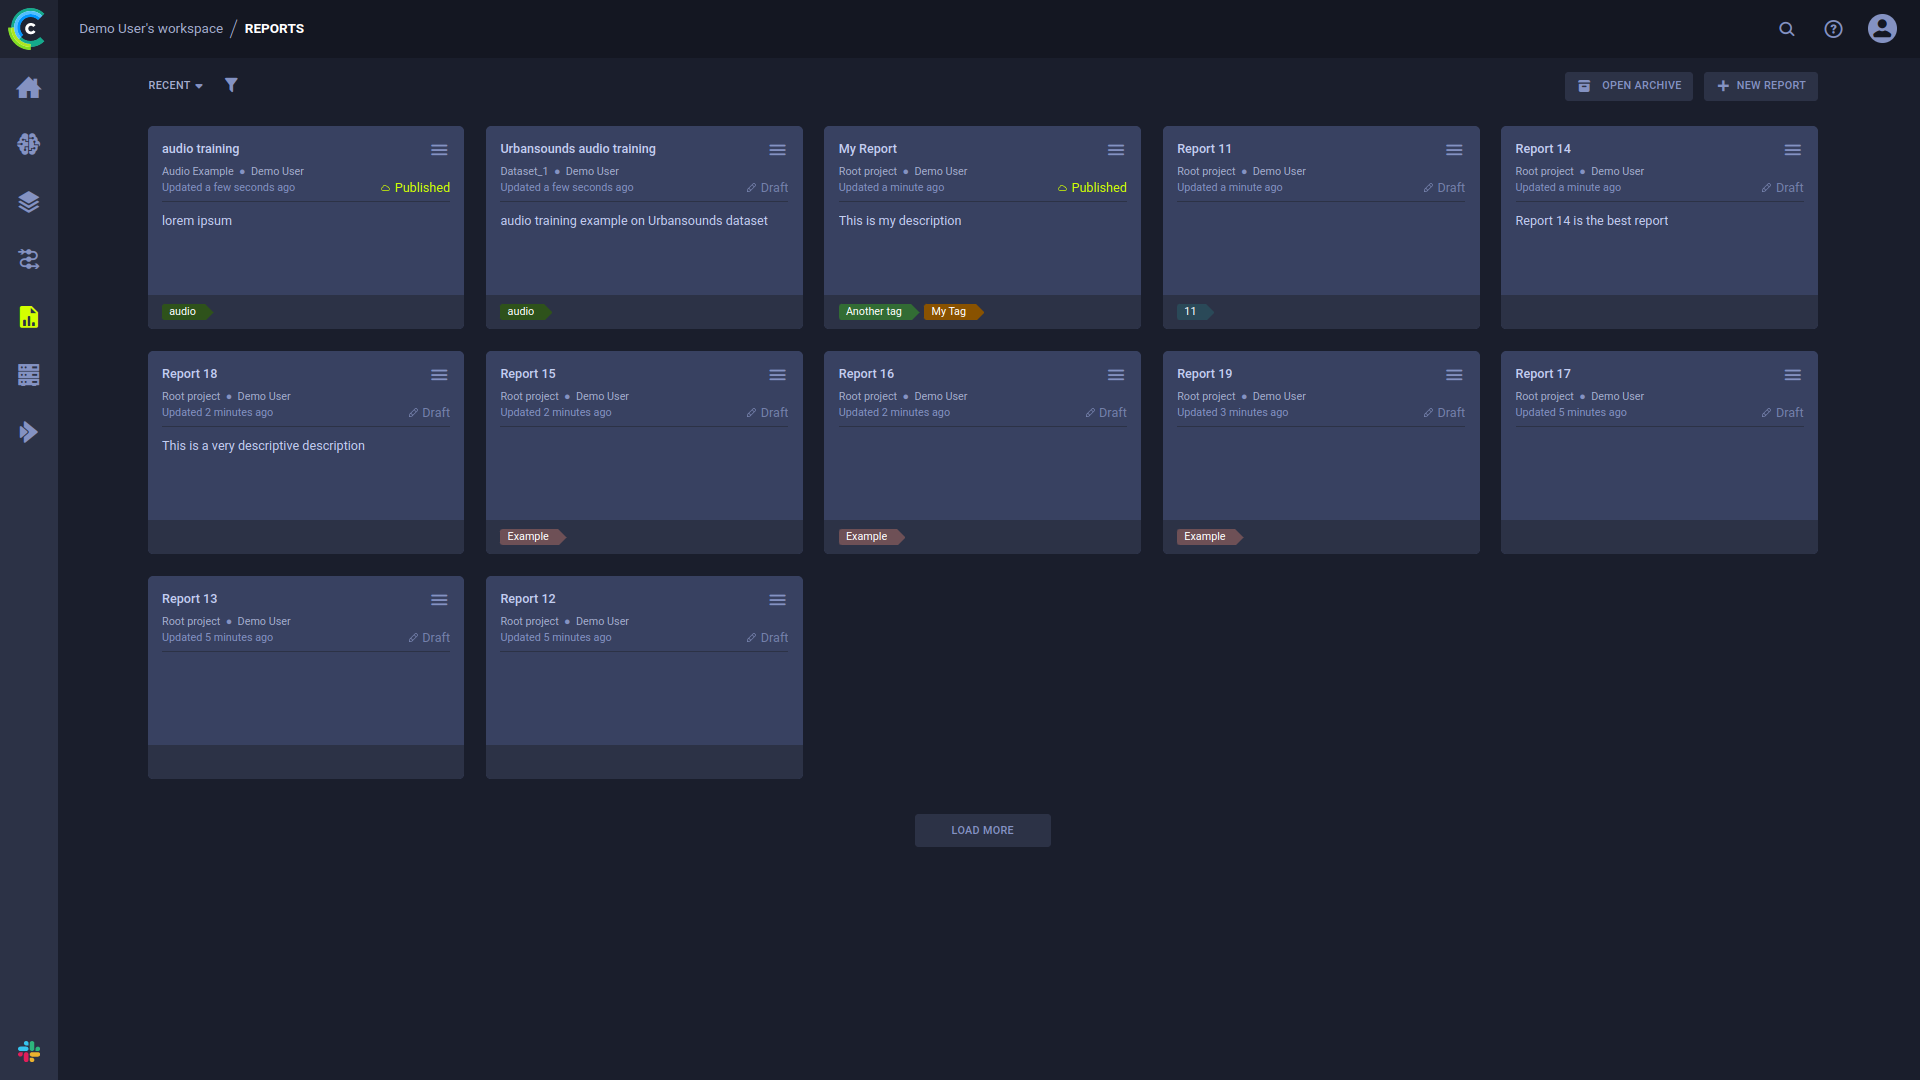 Demo User's workspace / REPORTS
RECENT
OPEN ARCHIVE
NEW REPORT
audio training
Audio Example • Demo User
Updated a few seconds ago
Published
lorem ipsum
audio
Urbansounds audio training
Dataset_1 • Demo User
Updated a few seconds ago
Draft
audio training example on Urbansounds dataset
audio
My Report
Root project • Demo User
Updated a minute ago
Published
This is my description
Another tag
My Tag
Report 11
Root project • Demo User
Updated a minute ago
Draft
11
Report 14
Root project • Demo User
Updated a minute ago
Draft
Report 14 is the best report
Report 18
Root project • Demo User
Updated 2 minutes ago
Draft
This is a very descriptive description
Report 15
Root project • Demo User
Updated 2 minutes ago
Draft
Example
Report 16
Root project • Demo User
Updated 2 minutes ago
Draft
Example
Report 19
Root project • Demo User
Updated 3 minutes ago
Draft
Example
Report 17
Root project • Demo User
Updated 5 minutes ago
Draft
Report 13
Root project • Demo User
Updated 5 minutes ago
Draft
Report 12
Root project • Demo User
Updated 5 minutes ago
Draft
LOAD MORE